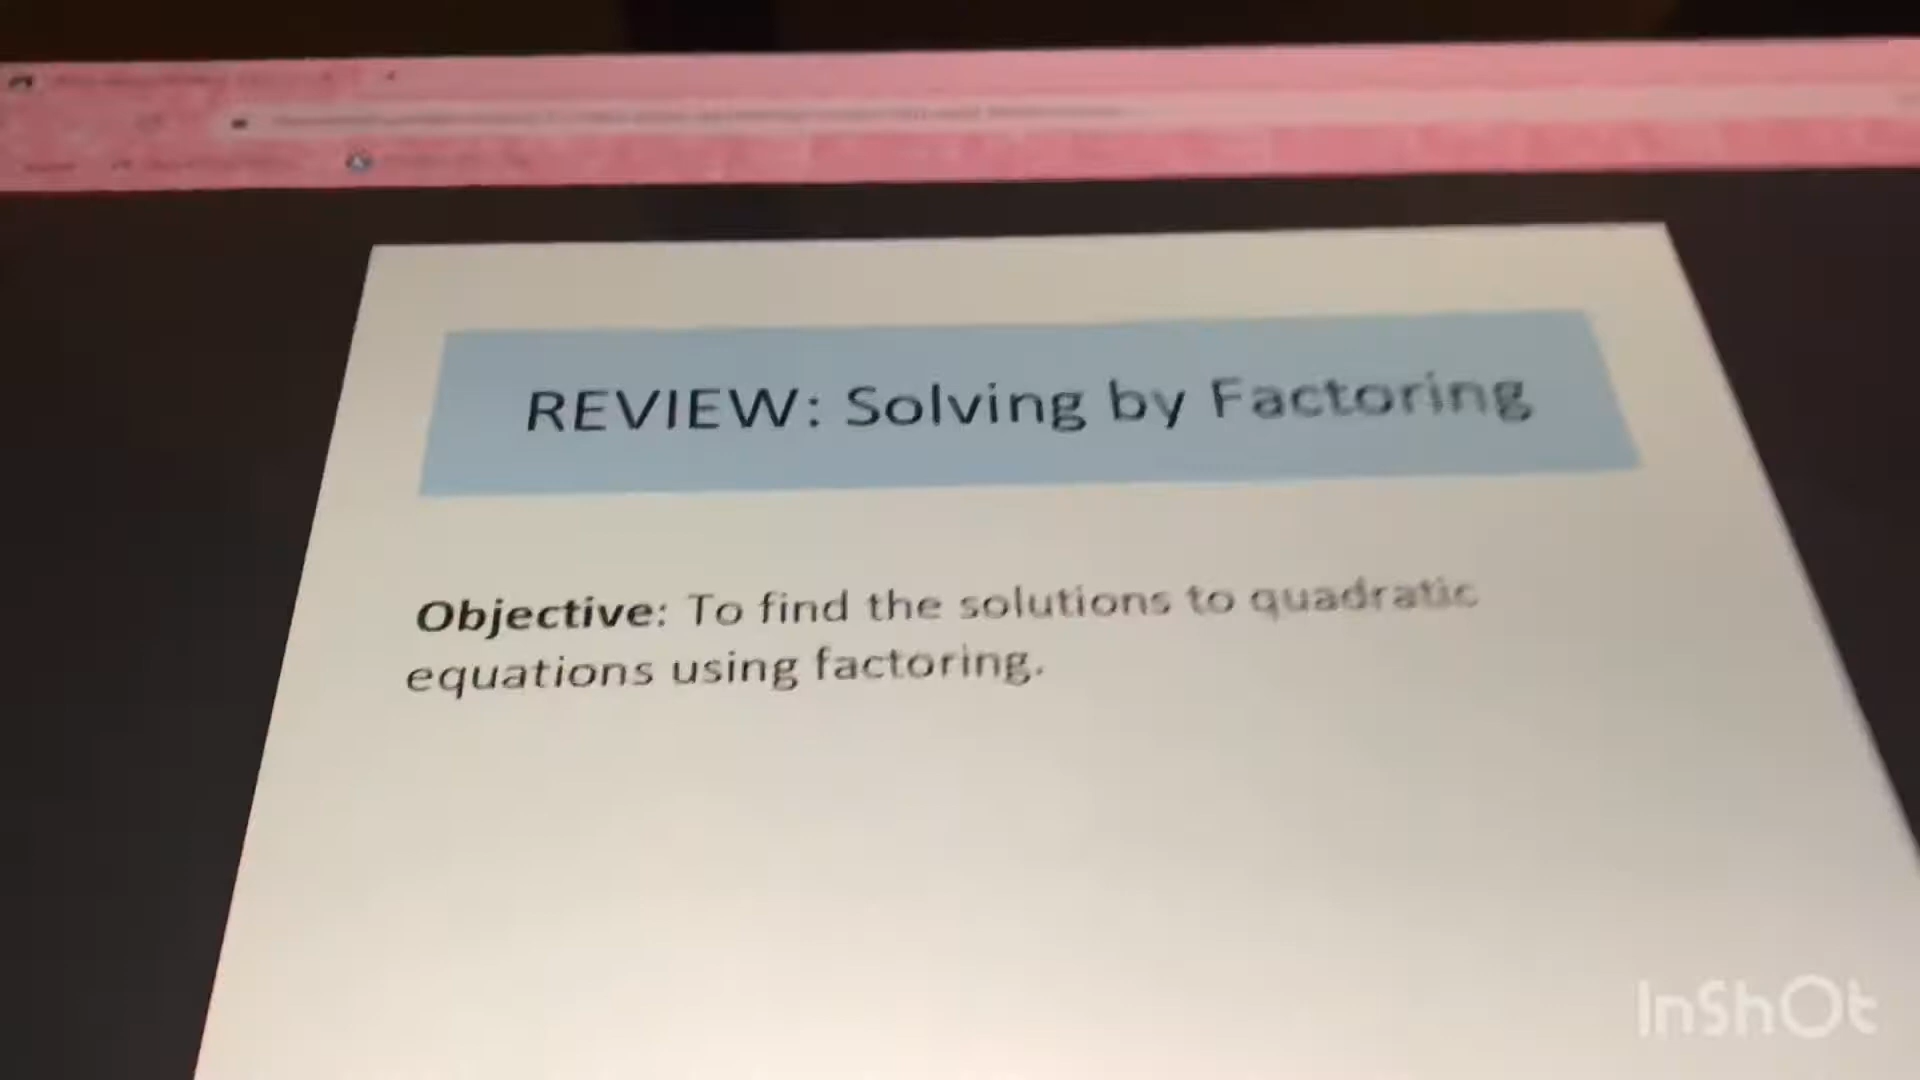 REVIEW: Solving by Factoring
Objective: To find the solutions to quadratic
equations using factoring.
InShOt